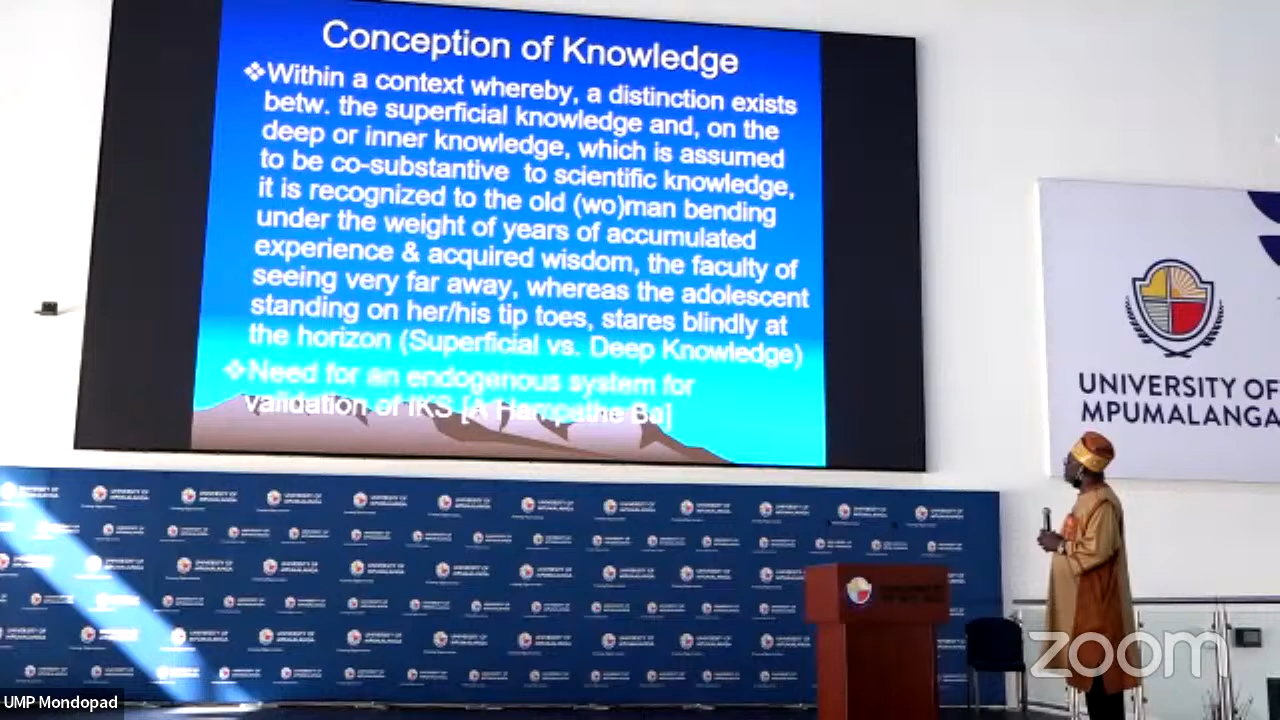 Conception of Knowledge
❖Within a context whereby, a distinction exists
betw. the superficial knowledge and, on the
deep or inner knowledge, which is assumed
to be co-substantive to scientific knowledge,
it is recognized to the old (wo)man bending
under the weight of years of accumulated
experience & acquired wisdom, the faculty of
seeing very far away, whereas the adolescent
standing on her/his tip toes, stares blindly at
the horizon (Superficial vs. Deep Knowledge)
❖Need for an endogenous system for
validation of IKS [A Hampathe Ba]
UNIVERSITY OF
MPUMALANGA
UNIVERSITY OF
MPUMALANGA
zoom
UMP Mondopad